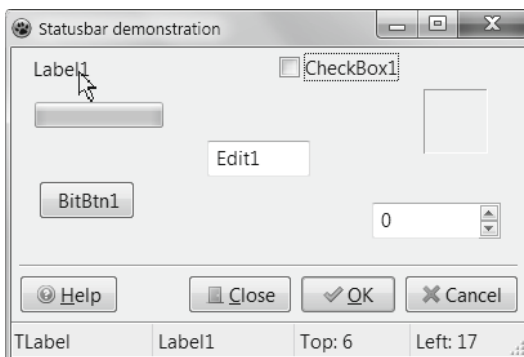 Statusbar demonstration
Label1
CheckBox1
Edit1
BitBtn1
0
Help
Close
OK
Cancel
TLabel
Label1
Top: 6
Left: 17